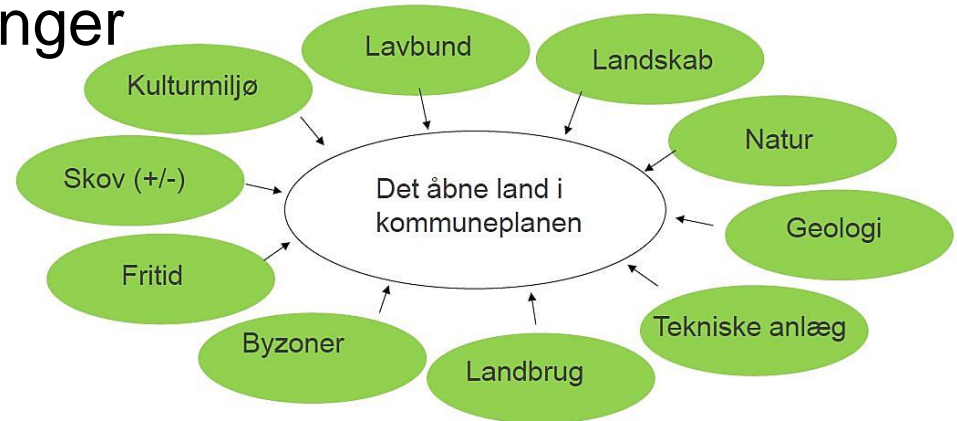 nger
Lavbund
Landskab
Kulturmiljø
Natur
Skov (+/-)
Det åbne land i
kommuneplanen
Geologi
Fritid
Tekniske anlæg
Byzoner
Landbrug